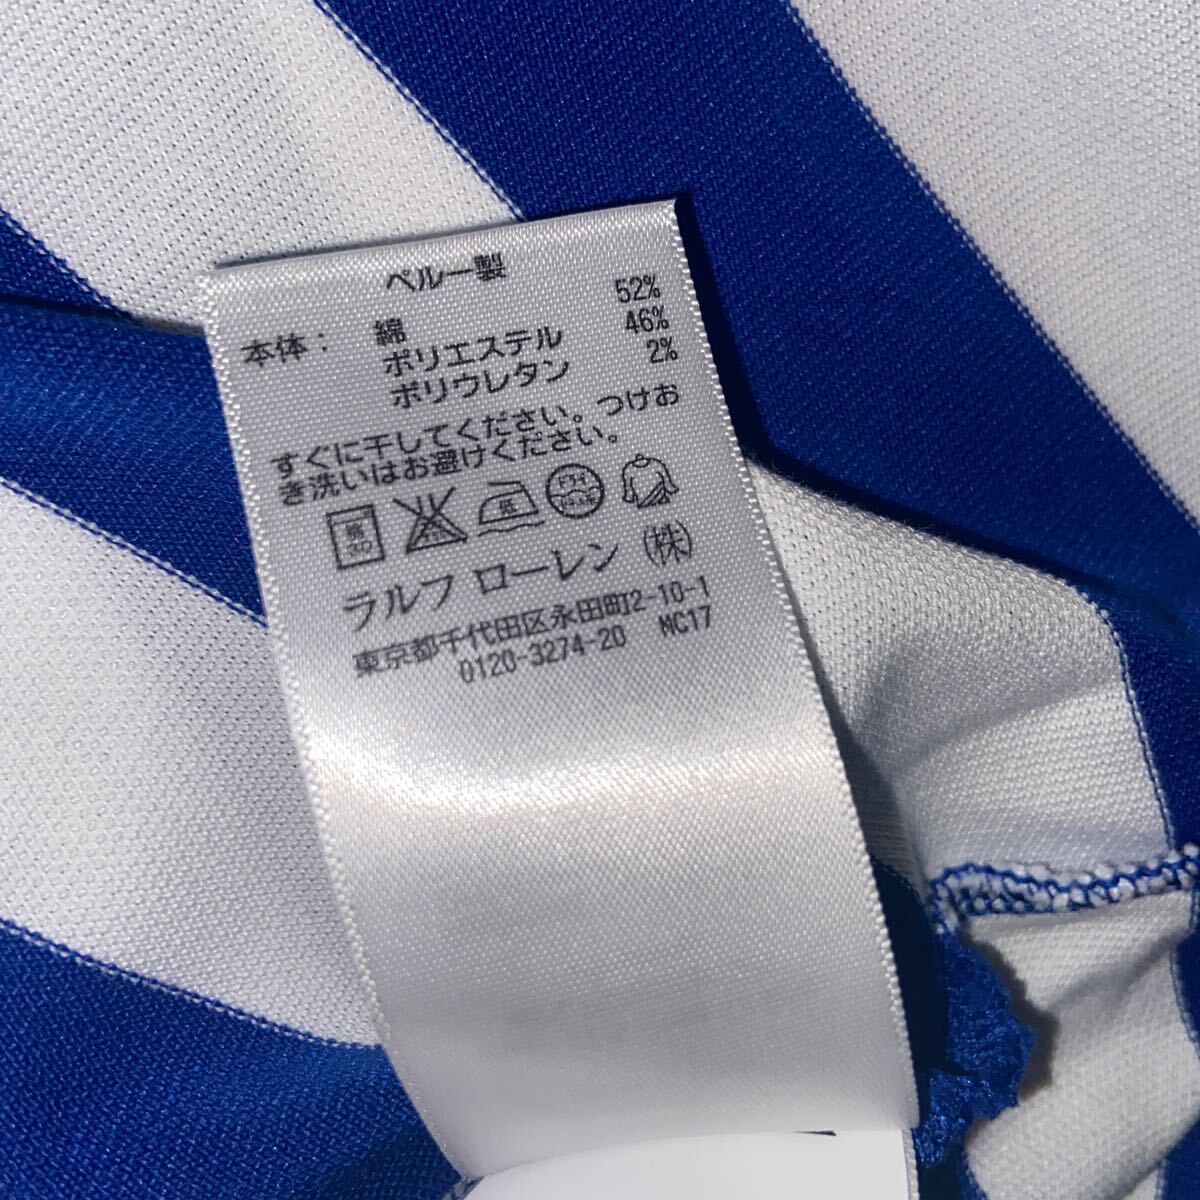 ペルー製
本体： 綿 52%
ポリエステル 46%
ポリウレタン 2%
すぐに干してください。つけお
き洗いはお避けください。
ラルフ ローレン（株）
東京都千代田区永田町2-10-1
0120-3274-20 MC17